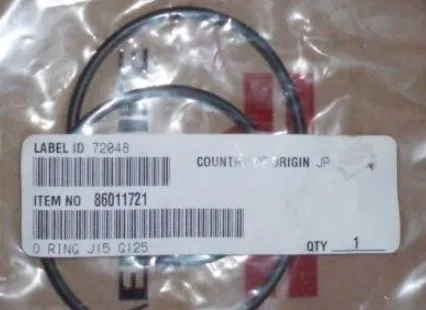 LABEL ID 72048
COUNTRY OF ORIGIN JP
ITEM NO 86011721
O RING J15 G125
QTY 1